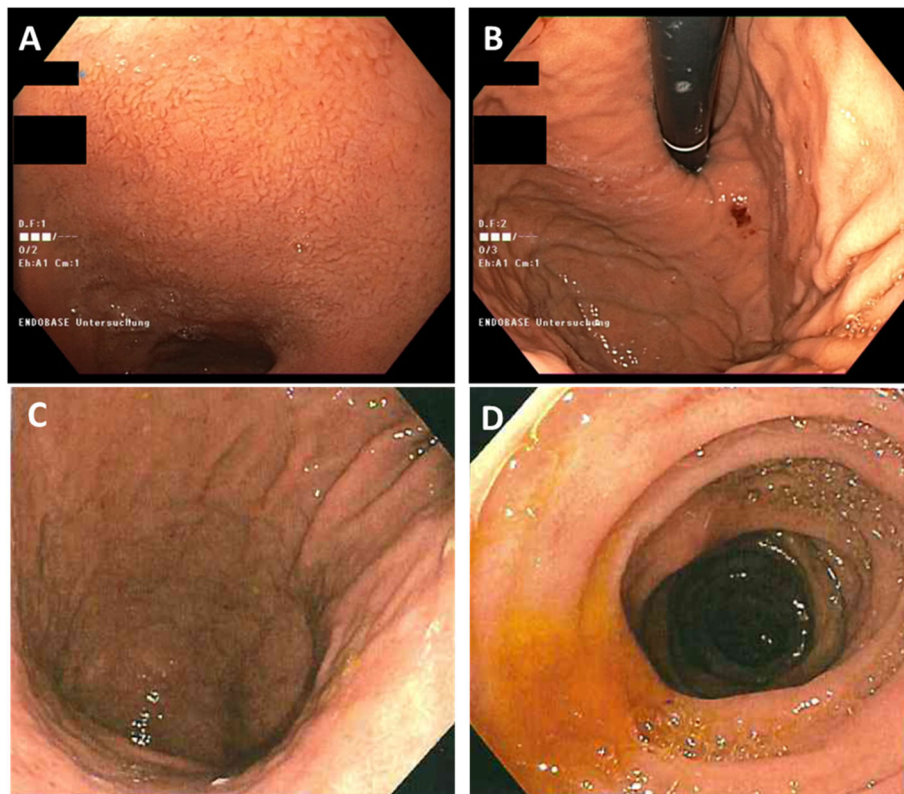 A
D.F:1
■■■/---
0/2
Eh:A1 Cm:1
ENDOBASE Untersuchung
B
D.F:2
■■■/---
0/3
Eh:A1 Cm:1
ENDOBASE Untersuchung
C
D